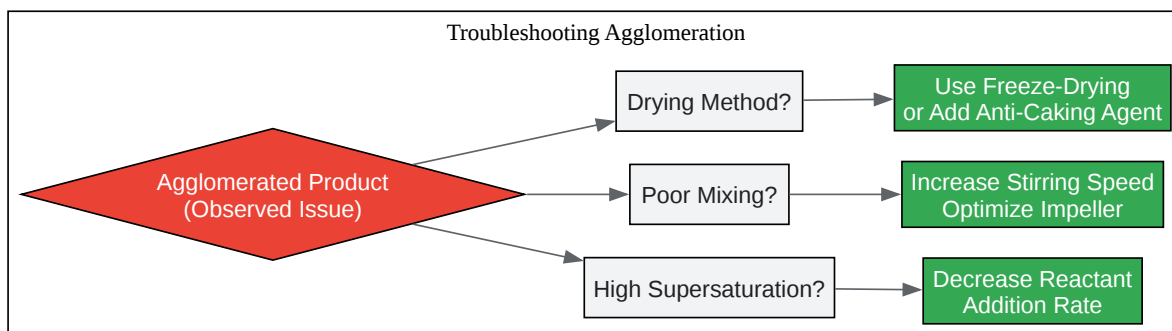 Troubleshooting Agglomeration
Agglomerated Product
(Observed Issue)
Drying Method?
Use Freeze-Drying
or Add Anti-Caking Agent
Poor Mixing?
Increase Stirring Speed
Optimize Impeller
High Supersaturation?
Decrease Reactant
Addition Rate